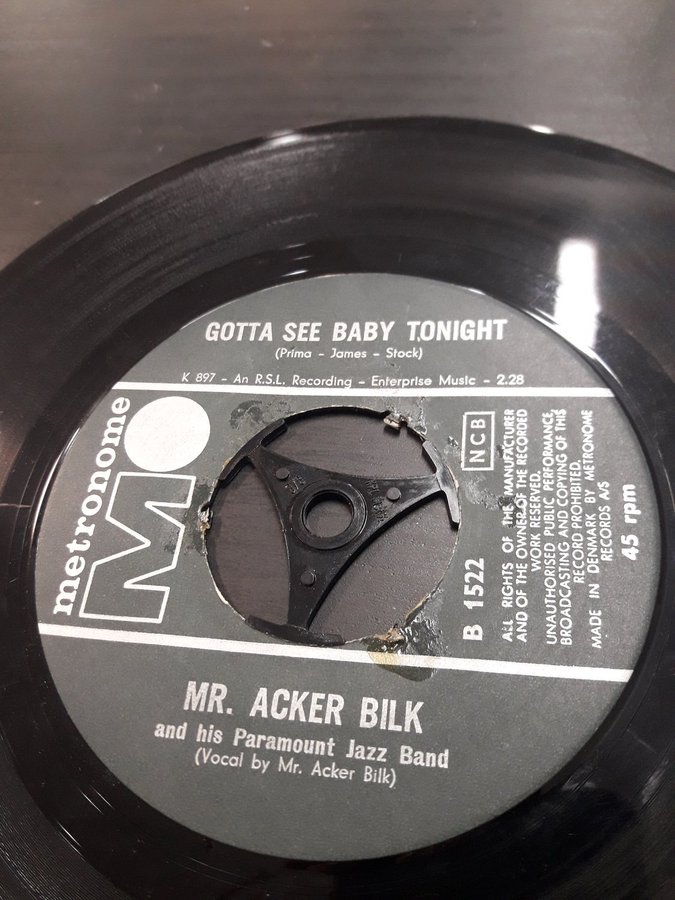 GOTTA SEE BABY TONIGHT
(Prima - James - Stock)
K 897 - An R.S.L. Recording - Enterprise Music - 2.28
metronome
M
NCB
B 1522
ALL RIGHTS OF THE MANUFACTURER
AND OF THE OWNER OF THE RECORDED
WORK RESERVED.
UNAUTHORISED PUBLIC PERFORMANCE,
BROADCASTING AND COPYING OF THIS
RECORD PROHIBITED.
MADE IN DENMARK BY METRONOME
RECORDS A/S
45 rpm
MR. ACKER BILK
and his Paramount Jazz Band
(Vocal by Mr. Acker Bilk)